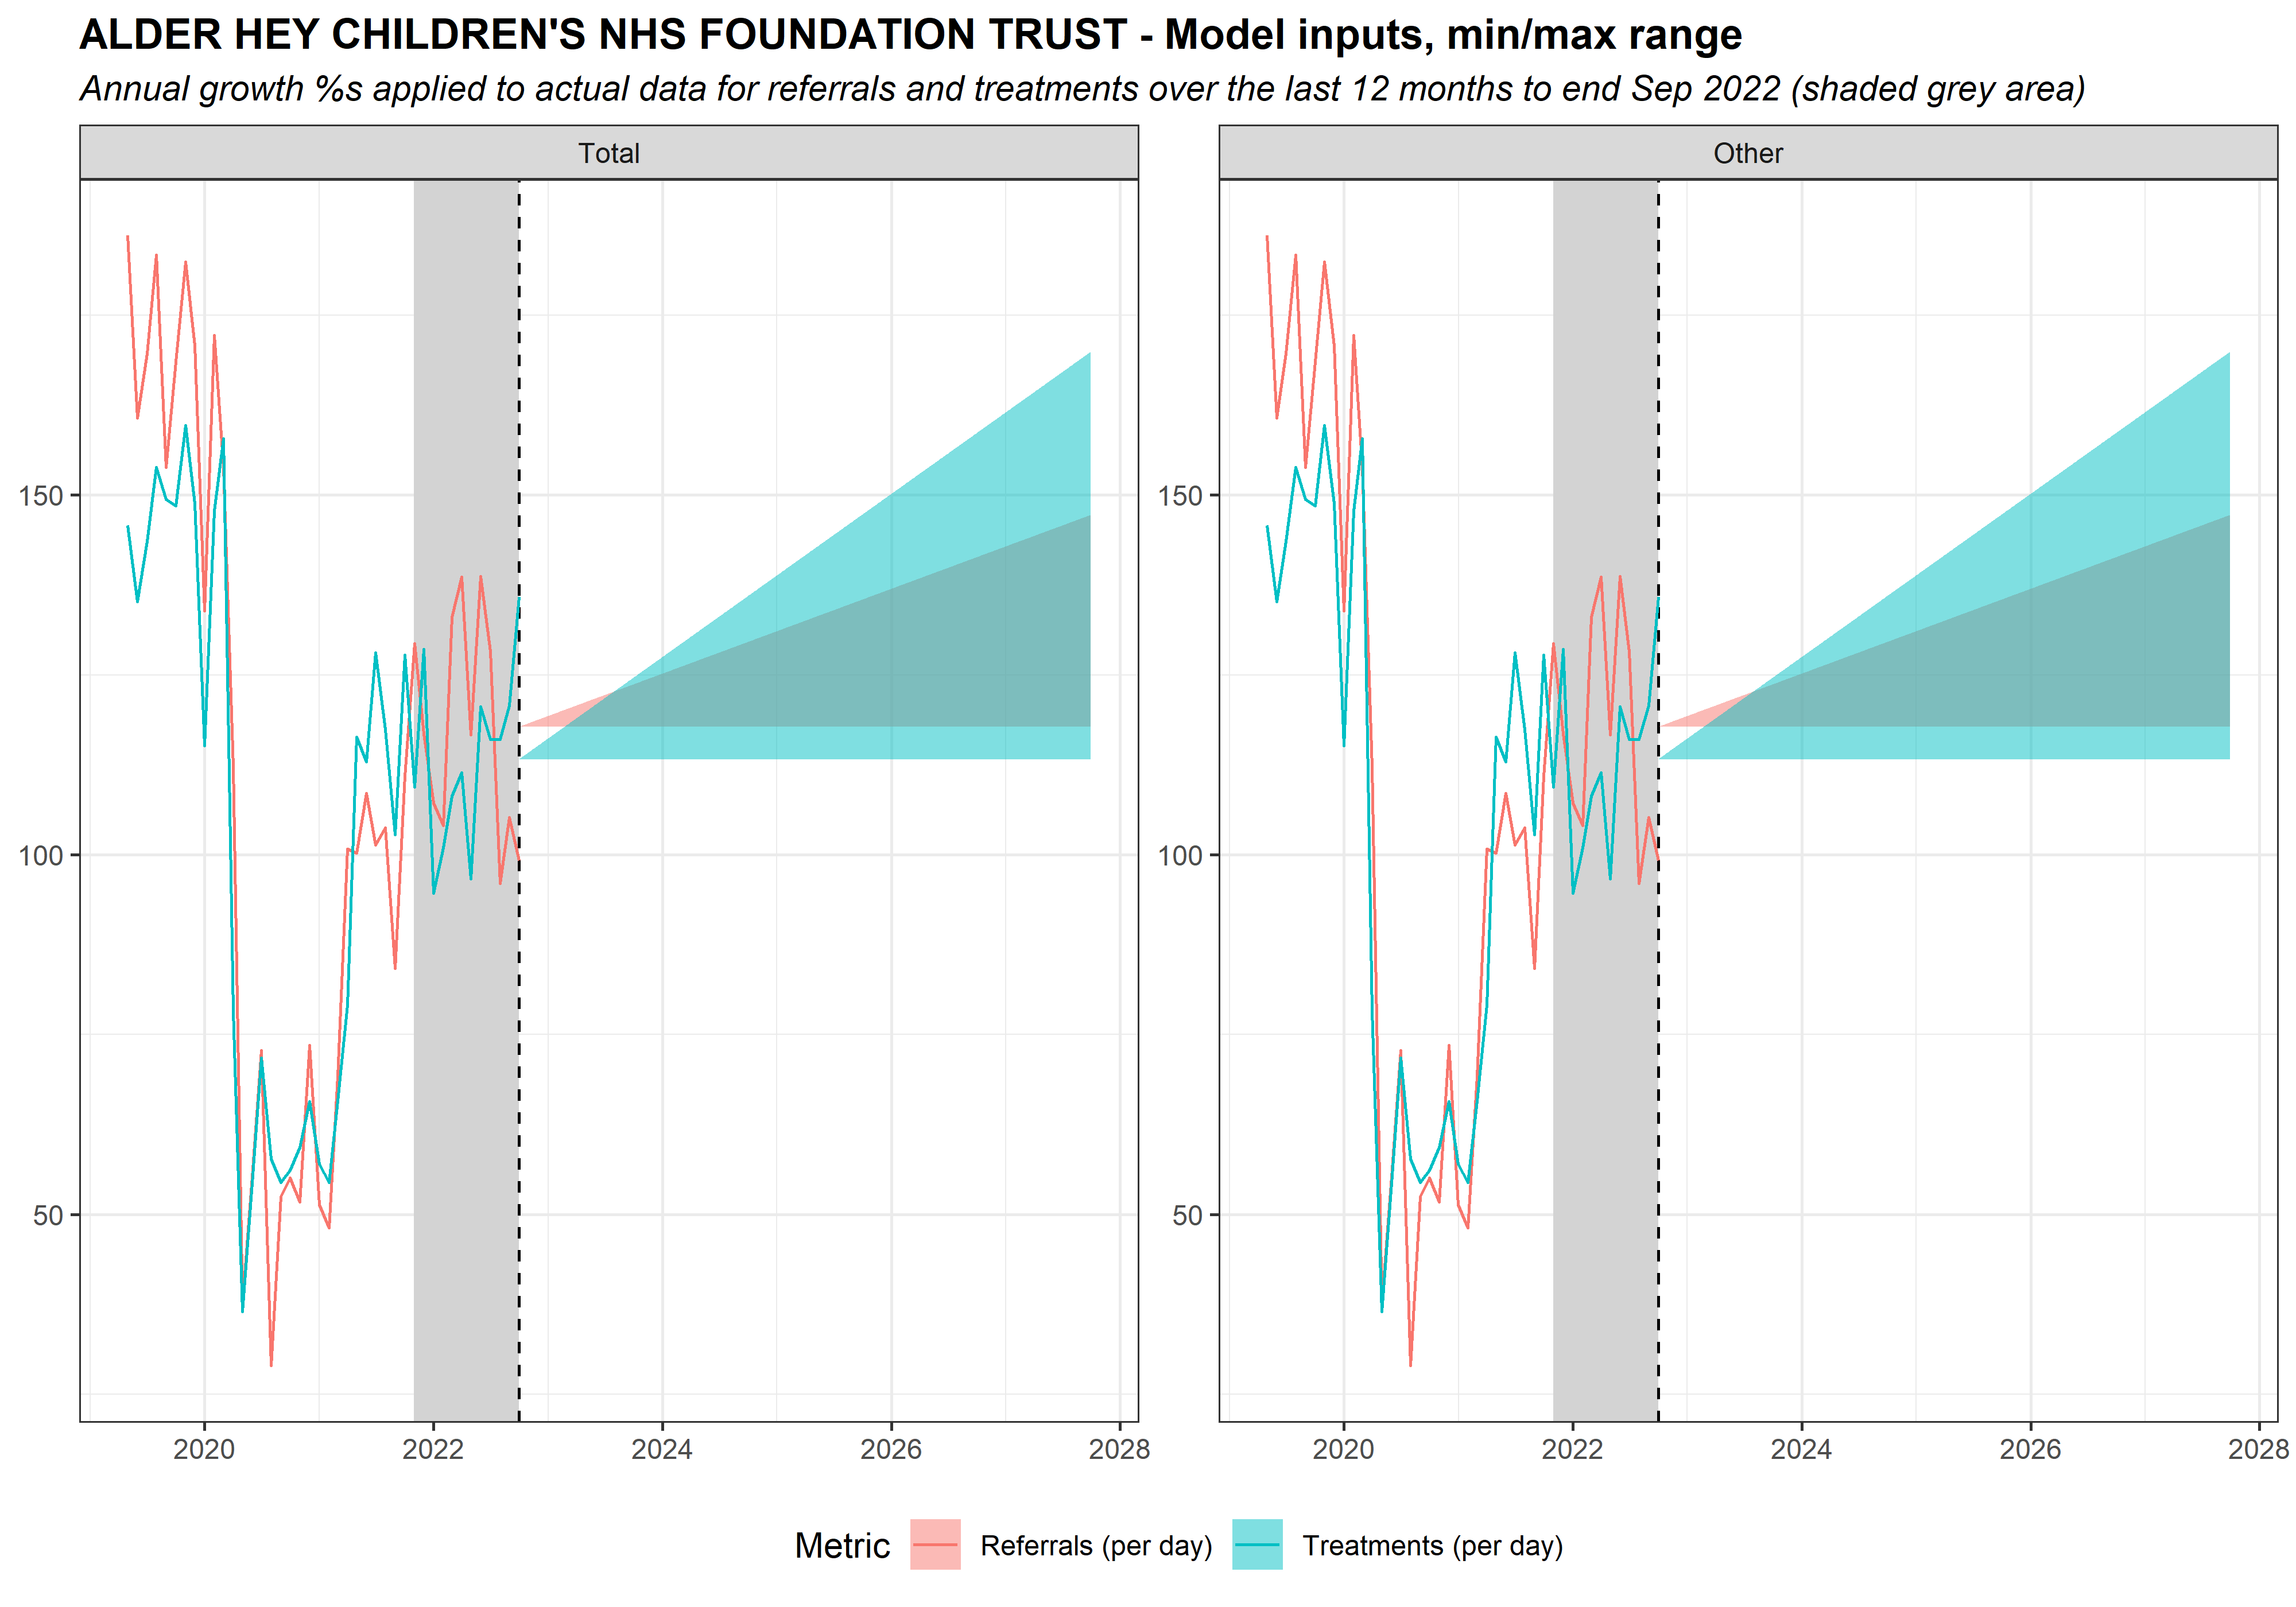 ALDER HEY CHILDREN'S NHS FOUNDATION TRUST - Model inputs, min/max range
Annual growth %s applied to actual data for referrals and treatments over the last 12 months to end Sep 2022 (shaded grey area)
Total
Other
150
100
50
150
100
50
2020 2022 2024 2026 2028
2020 2022 2024 2026 2028
Metric Referrals (per day) Treatments (per day)